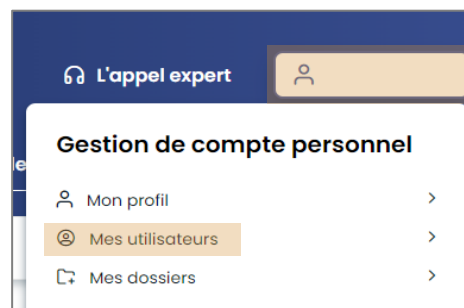 L'appel expert
Gestion de compte personnel
Mon profil
Mes utilisateurs
Mes dossiers